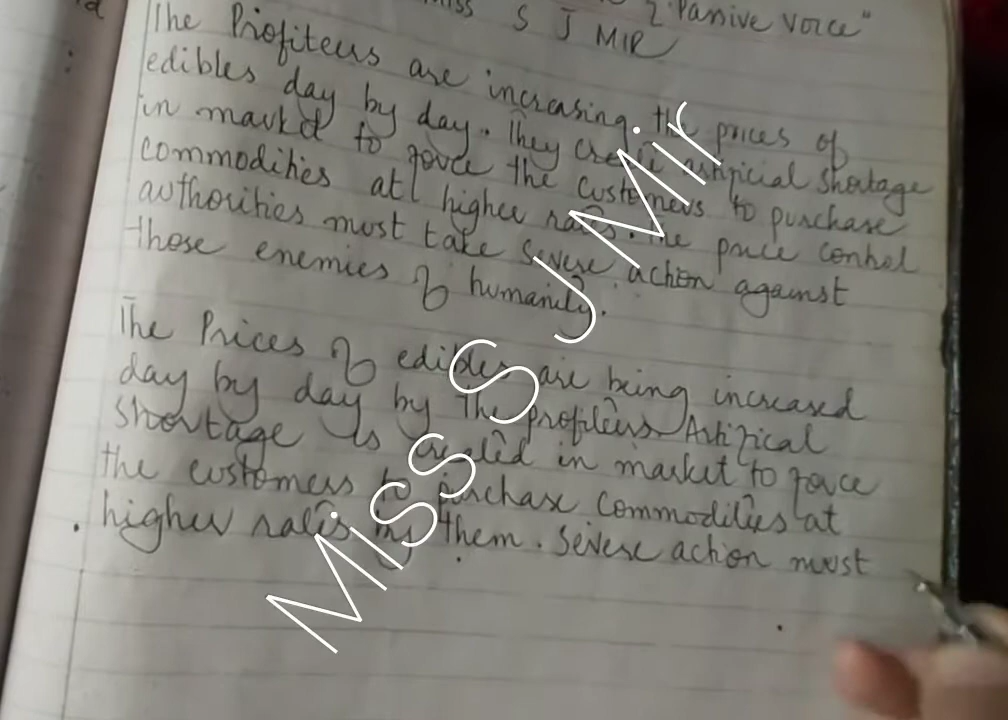 Miss 2 "Passive Voice"
S J MIR
The Profiteers are increasing the prices of
edibles day by day. They create artificial shortage
in market to force the customers to purchase
commodities at higher rates. The price control
authorities must take severe action against
these enemies of humanity.
The Prices of edibles are being increased
day by day by the profiteers Artifical
shortage is created in market to force
the customers to purchase commodities at
higher rates by them. Severe action must
Miss S J Mir